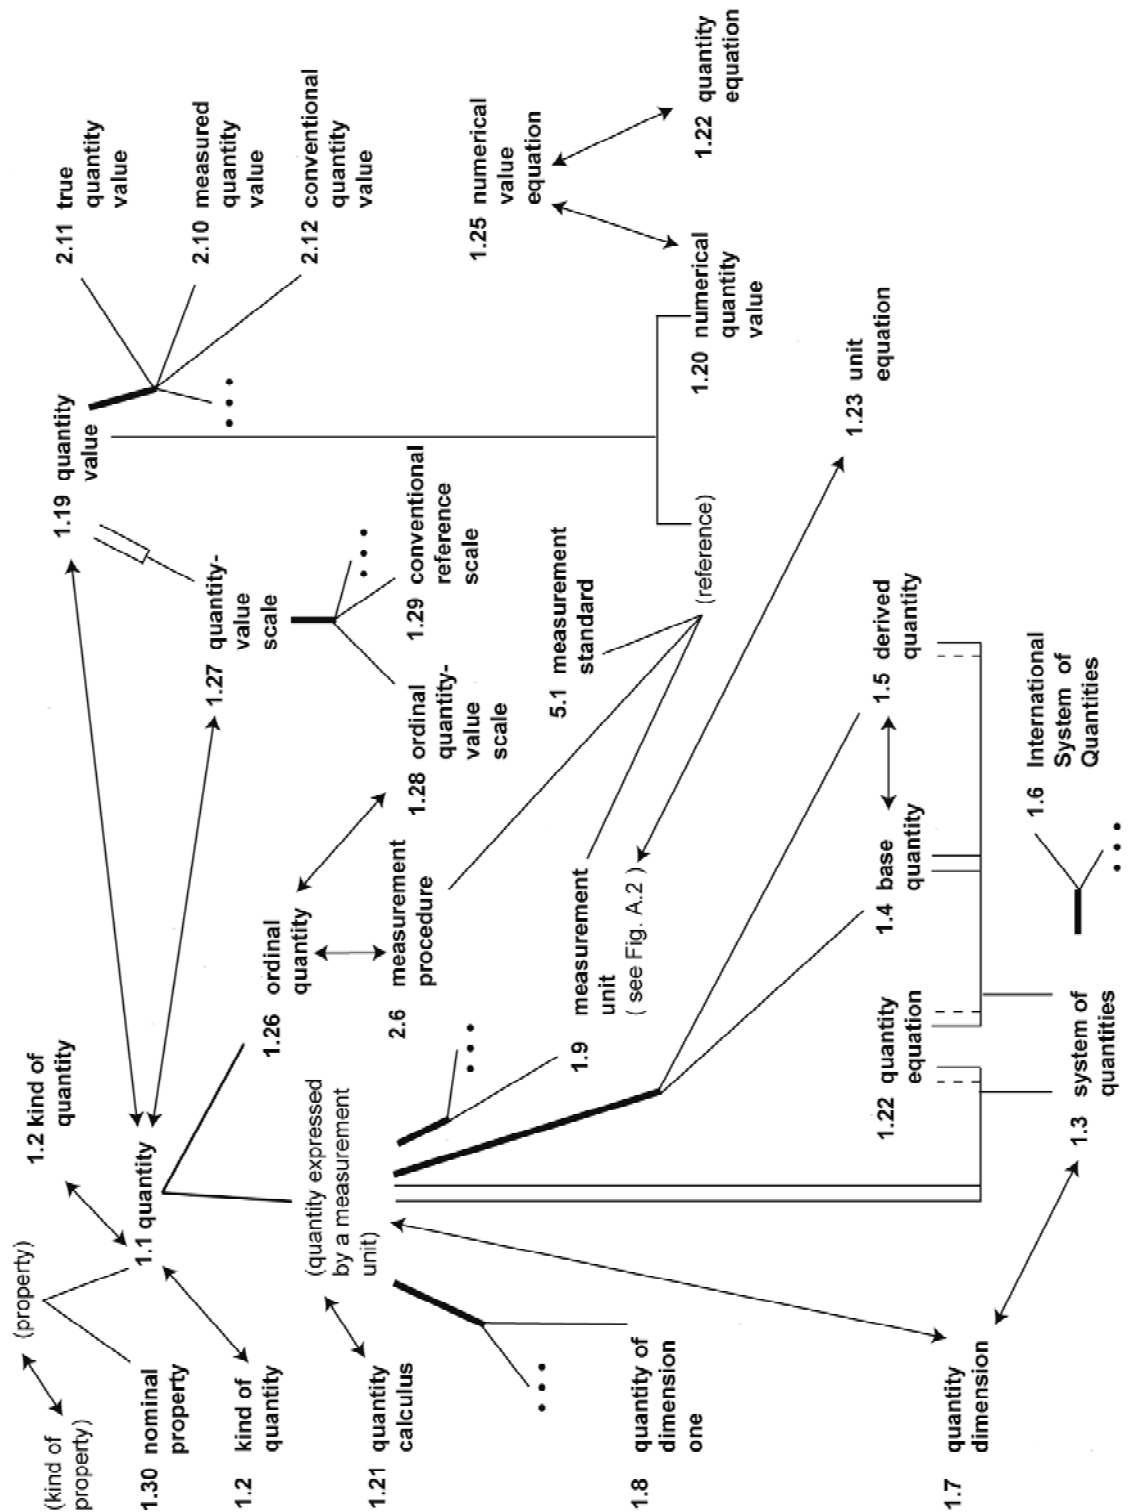 (kind of
property)
(property)
1.2 kind of
quantity
1.30 nominal
property
1.1 quantity
1.19 quantity
value
2.11 true
quantity
value
2.10 measured
quantity
value
2.12 conventional
quantity
value
1.2 kind of
quantity
1.26 ordinal
quantity
1.27 quantity-
value
scale
1.21 quantity
calculus
(quantity expressed
by a measurement
unit)
2.6 measurement
procedure
1.28 ordinal
quantity-
value
scale
1.29 conventional
reference
scale
1.25 numerical
value
equation
5.1 measurement
standard
1.9 measurement
unit
( see Fig. A.2 )
1.8 quantity of
dimension
one
(reference)
1.20 numerical
quantity
value
1.22 quantity
equation
1.23 unit
equation
1.22 quantity
equation
1.4 base
quantity
1.5 derived
quantity
1.7 quantity
dimension
1.3 system of
quantities
1.6 International
System of
Quantities